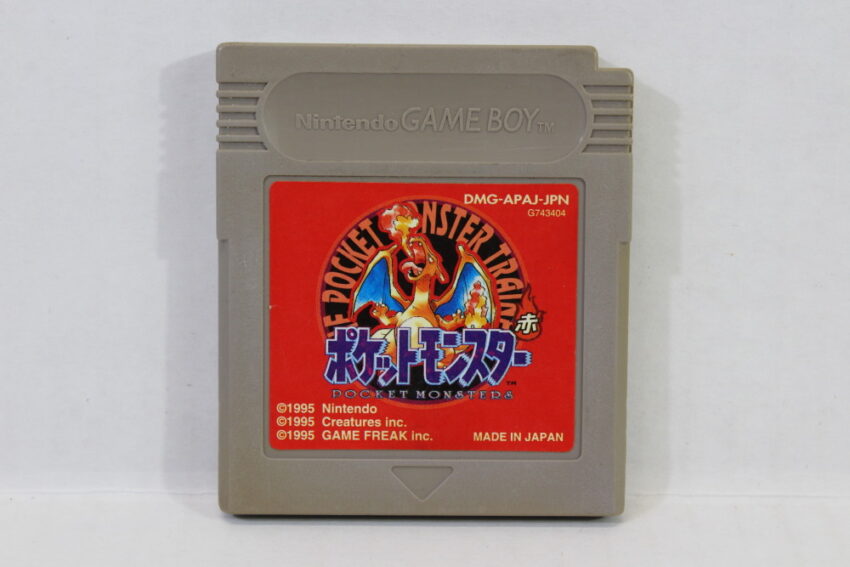 Nintendo GAME BOY TM
DMG-APAJ-JPN
G743404
POCKET MONSTER
赤
ポケットモンスター TM
POCKET MONSTERS
©1995 Nintendo
©1995 Creatures inc.
©1995 GAME FREAK inc.
MADE IN JAPAN